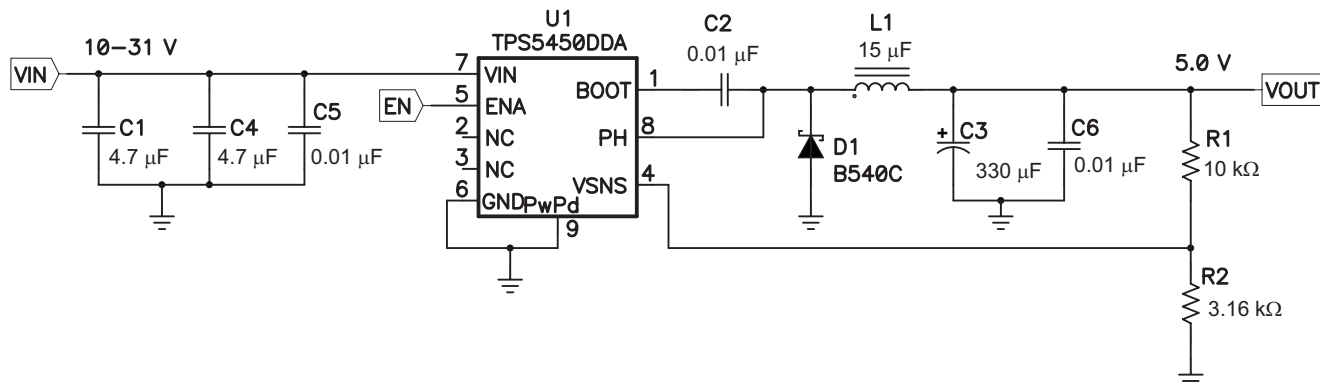 U1
TPS5450DDA
C2
0.01 μF
L1
15 μF
10-31 V
VIN
7
VIN
BOOT
1
5.0 V
VOUT
EN
5
ENA
C1
4.7 μF
C4
4.7 μF
C5
0.01 μF
2
NC
PH
8
3
NC
D1
B540C
+
C3
330 μF
C6
0.01 μF
R1
10 kΩ
VSNS
4
6
GND
PwPd
9
R2
3.16 kΩ